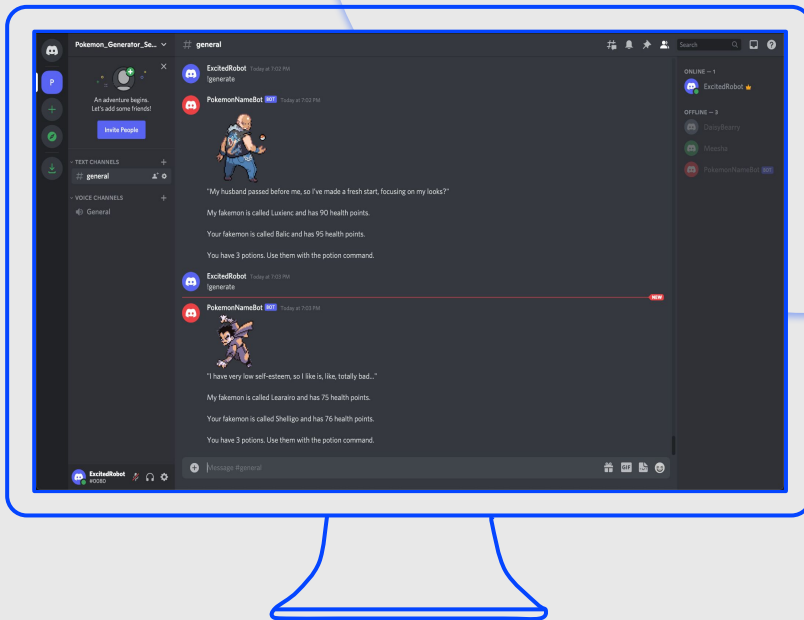 Pokemon_Generator_Se...
# general
Search
P
An adventure begins.
Let's add some friends!
Invite People
TEXT CHANNELS
# general
VOICE CHANNELS
General
ExcitedRobot Today at 7:02 PM
!generate
PokemonNameBot BOT Today at 7:02 PM
"My husband passed before me, so I've made a fresh start, focusing on my looks?"
My fakemon is called Luxienc and has 90 health points.
Your fakemon is called Balic and has 95 health points.
You have 3 potions. Use them with the potion command.
ExcitedRobot Today at 7:03 PM
!generate
NEW
PokemonNameBot BOT Today at 7:03 PM
"I have very low self-esteem, so I like is, like, totally bad..."
My fakemon is called Learairo and has 75 health points.
Your fakemon is called Shelligo and has 76 health points.
You have 3 potions. Use them with the potion command.
Message #general
GIF
ExcitedRobot
#0080
ONLINE — 1
ExcitedRobot
OFFLINE — 3
PokemonNameBot BOT